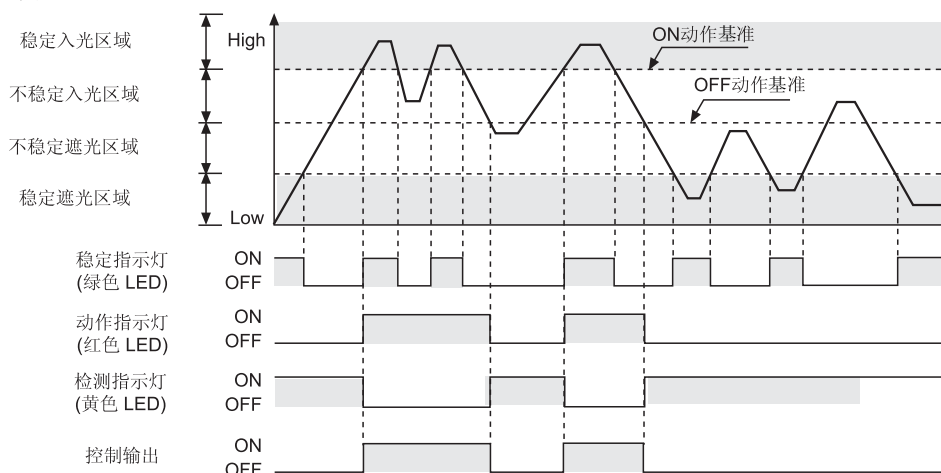 稳定入光区域
不稳定入光区域
不稳定遮光区域
稳定遮光区域
High
Low
ON动作基准
OFF动作基准
稳定指示灯
(绿色 LED)
ON
OFF
动作指示灯
(红色 LED)
ON
OFF
检测指示灯
(黄色 LED)
ON
OFF
控制输出
ON
OFF